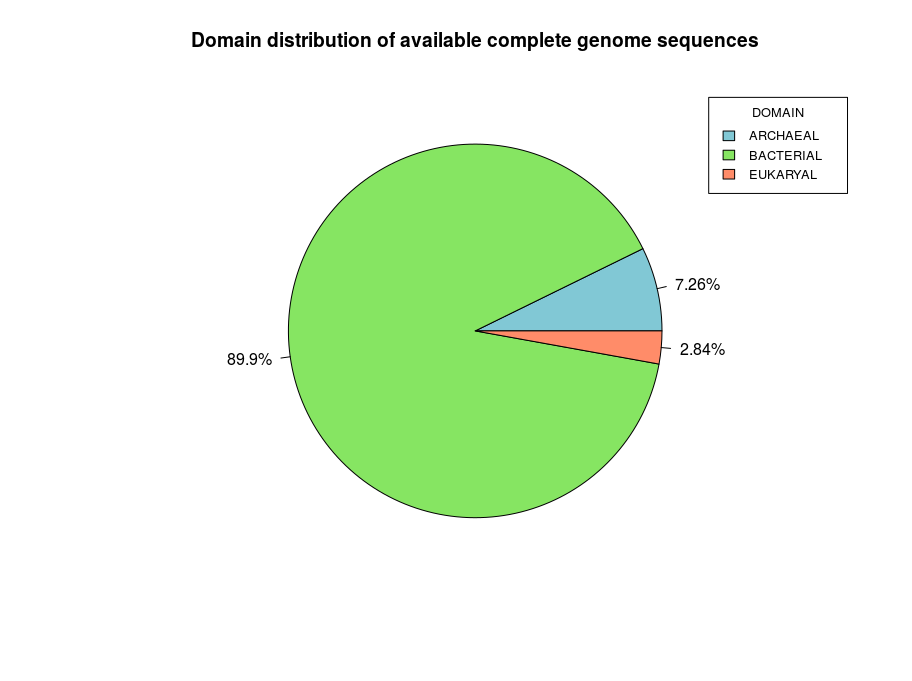 Domain distribution of available complete genome sequences
DOMAIN
ARCHAEAL
BACTERIAL
EUKARYAL
7.26%
2.84%
89.9%